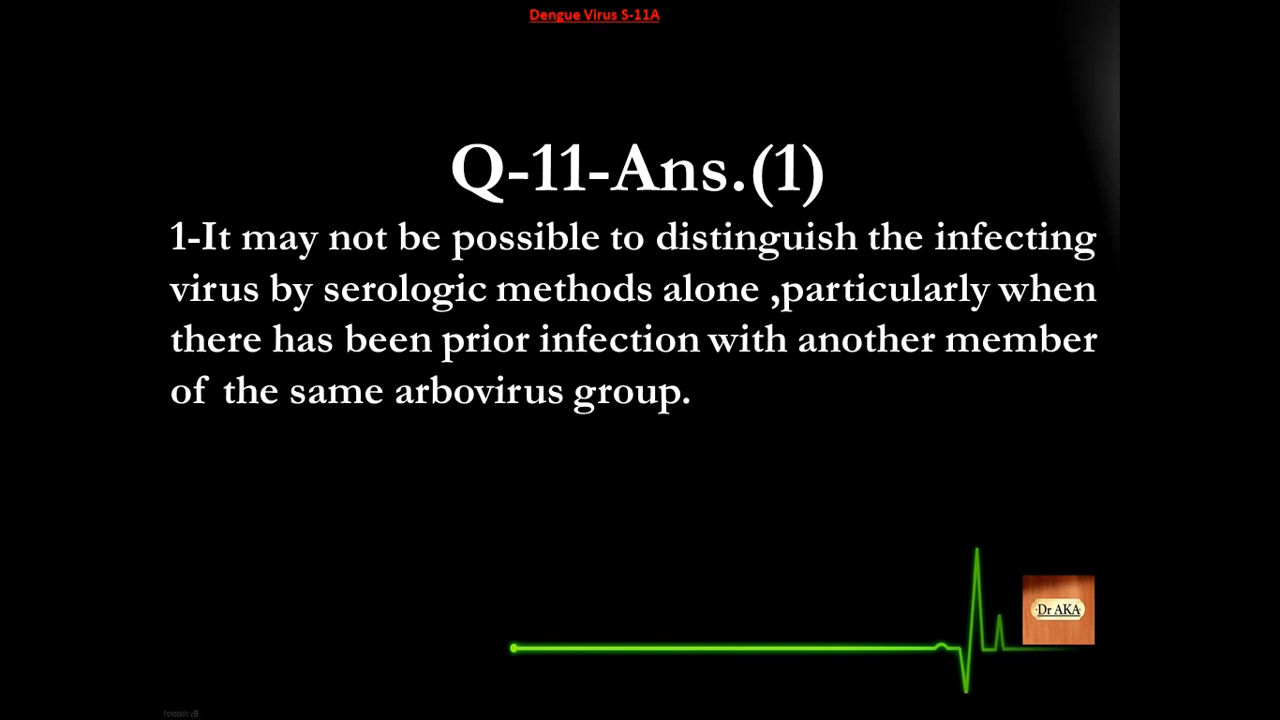 Dengue Virus S-11A
Q-11-Ans.(1)
1-It may not be possible to distinguish the infecting
virus by serologic methods alone ,particularly when
there has been prior infection with another member
of the same arbovirus group.
Dr AKA